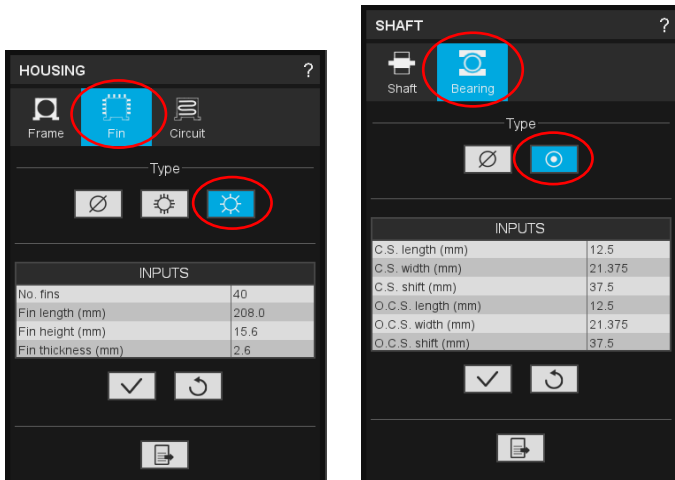 HOUSING ?
Frame Fin Circuit
Type
INPUTS
No. fins 40
Fin length (mm) 208.0
Fin height (mm) 15.6
Fin thickness (mm) 2.6
SHAFT ?
Shaft Bearing
Type
INPUTS
C.S. length (mm) 12.5
C.S. width (mm) 21.375
C.S. shift (mm) 37.5
O.C.S. length (mm) 12.5
O.C.S. width (mm) 21.375
O.C.S. shift (mm) 37.5